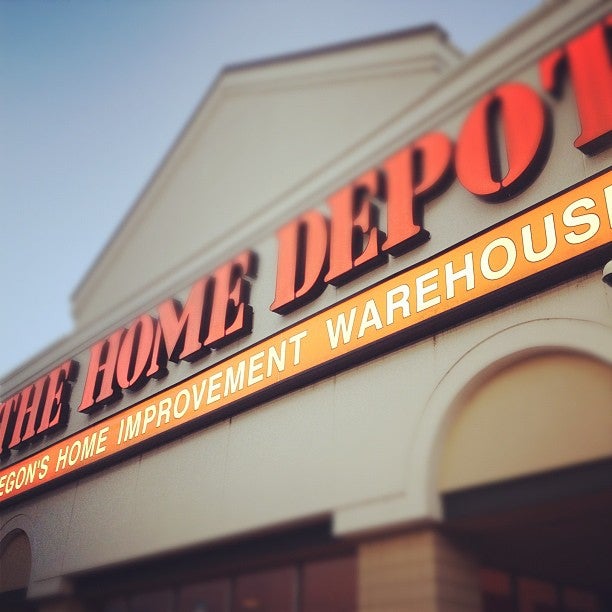 THE HOME DEPOT
EGON'S HOME IMPROVEMENT WAREHOUS